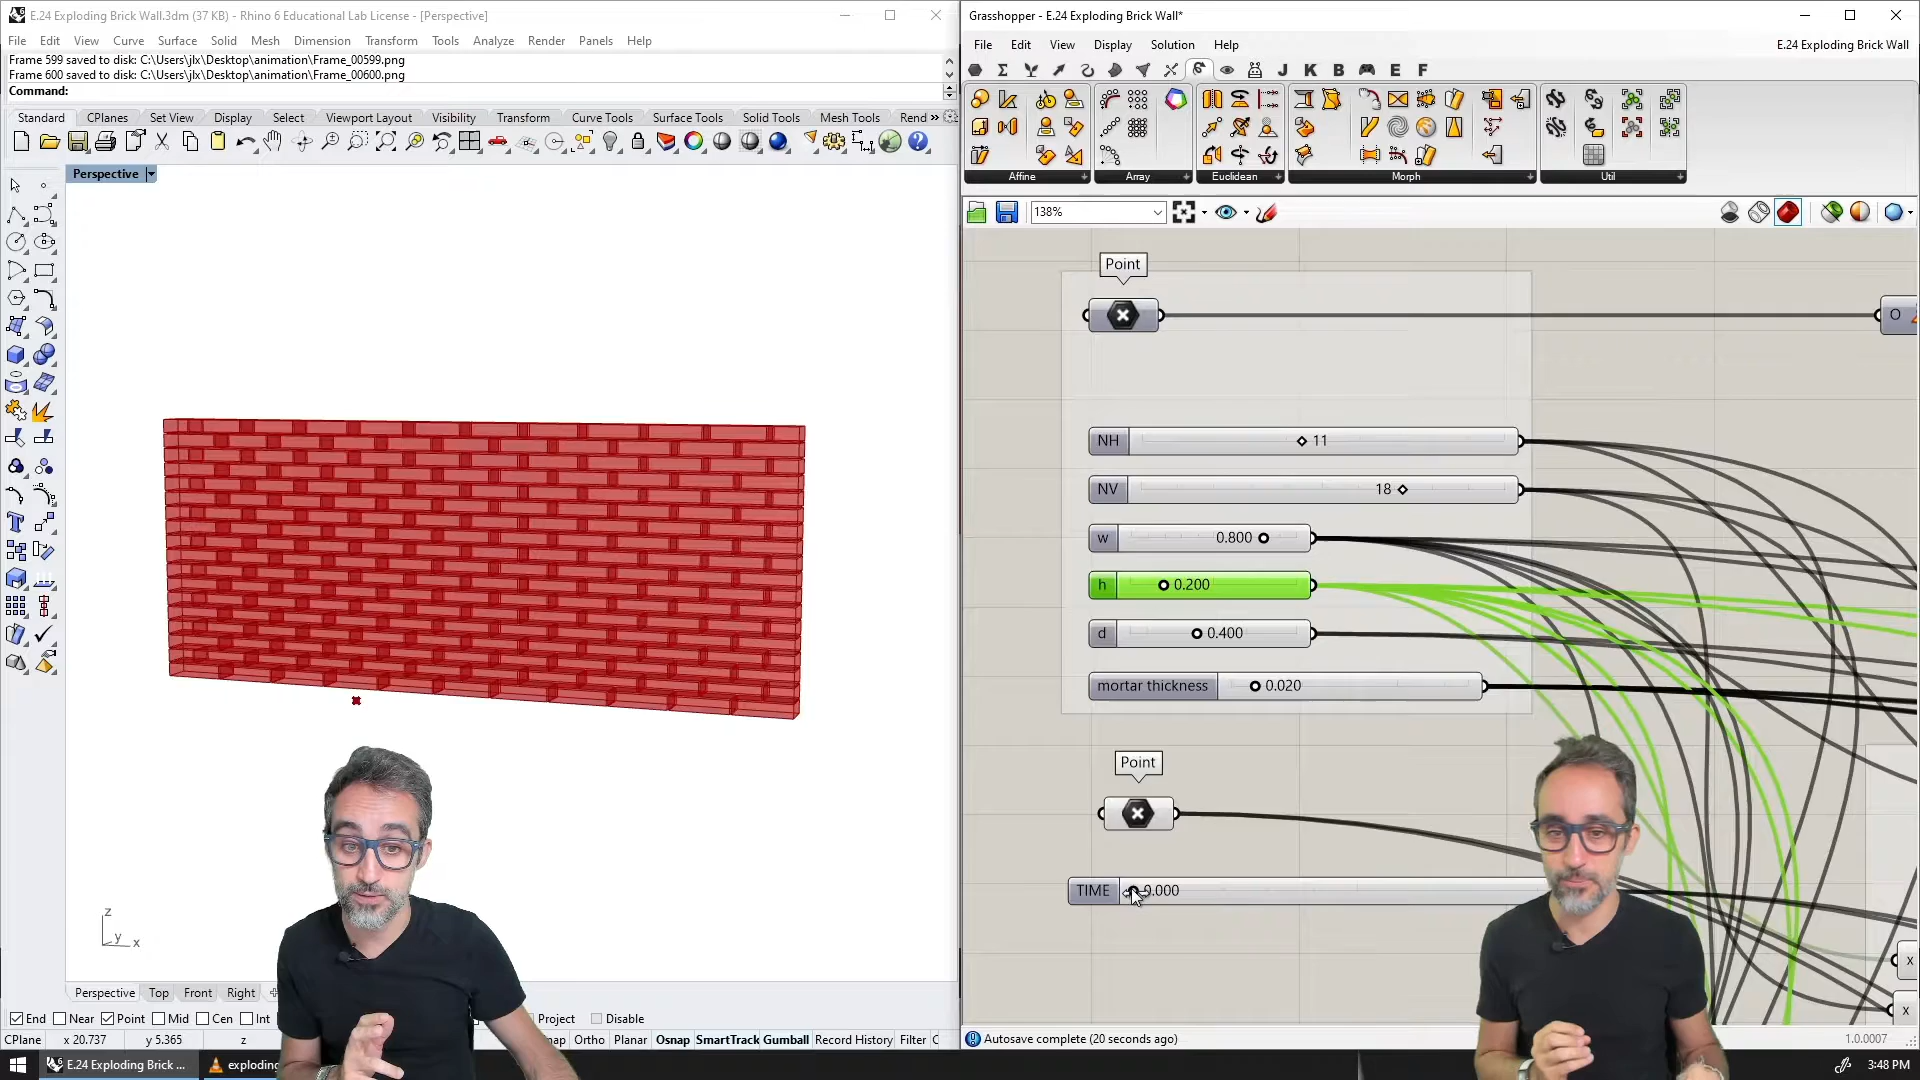 E.24 Exploding Brick Wall.3dm (37 KB) - Rhino 6 Educational Lab License - [Perspective]
File Edit View Curve Surface Solid Mesh Dimension Transform Tools Analyze Render Panels Help
Frame 599 saved to disk: C:\Users\jlx\Desktop\animation\Frame_00599.png
Frame 600 saved to disk: C:\Users\jlx\Desktop\animation\Frame_00600.png
Command:
Standard CPlanes Set View Display Select Viewport Layout Visibility Transform Curve Tools Surface Tools Solid Tools Mesh Tools Rend »
Perspective
z
y x
Perspective Top Front Right
End Near Point Mid Cen Int Project Disable
CPlane x 20.737 y 5.365 z Ortho Planar Osnap SmartTrack Gumball Record History Filter
E.24 Exploding Brick ...
Grasshopper - E.24 Exploding Brick Wall*
File Edit View Display Solution Help E.24 Exploding Brick Wall
J K B E F
Affine Array Euclidean Morph Util
138%
Point
O
NH 11
NV 18
w 0.800
h 0.200
d 0.400
mortar thickness 0.020
Point
TIME 0.000
x
x
Autosave complete (20 seconds ago) 1.0.0007
3:48 PM